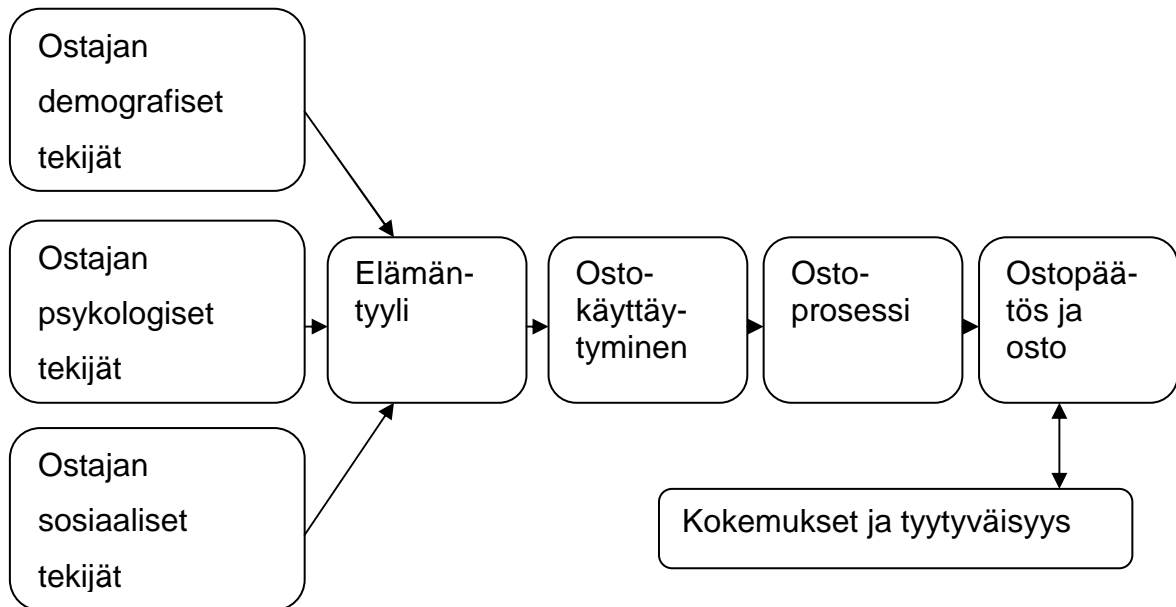 Ostajan
demografiset
tekijät
Ostajan
psykologiset
tekijät
Ostajan
sosiaaliset
tekijät
Elämän-
tyyli
Osto-
käyttäy-
tyminen
Osto-
prosessi
Ostopää-
tös ja
osto
Kokemukset ja tyytyväisyys